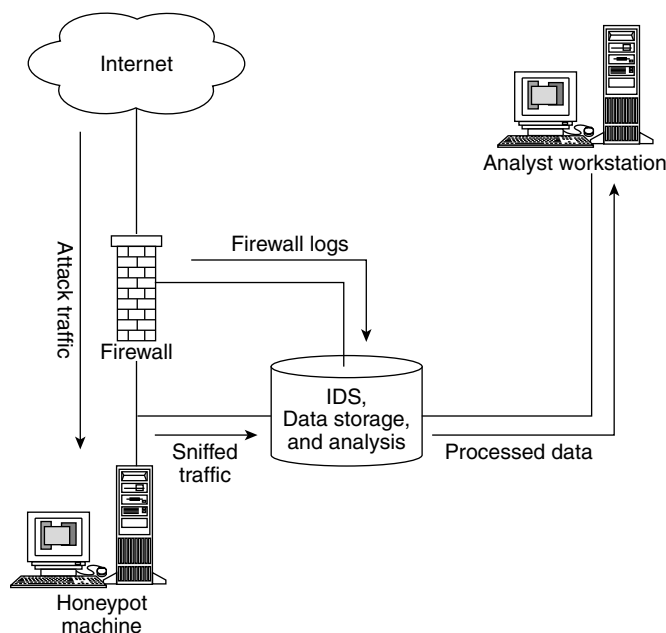 Internet
Analyst workstation
Attack traffic
Firewall logs
Firewall
IDS,
Data storage,
and analysis
Sniffed
traffic
Processed data
Honeypot
machine